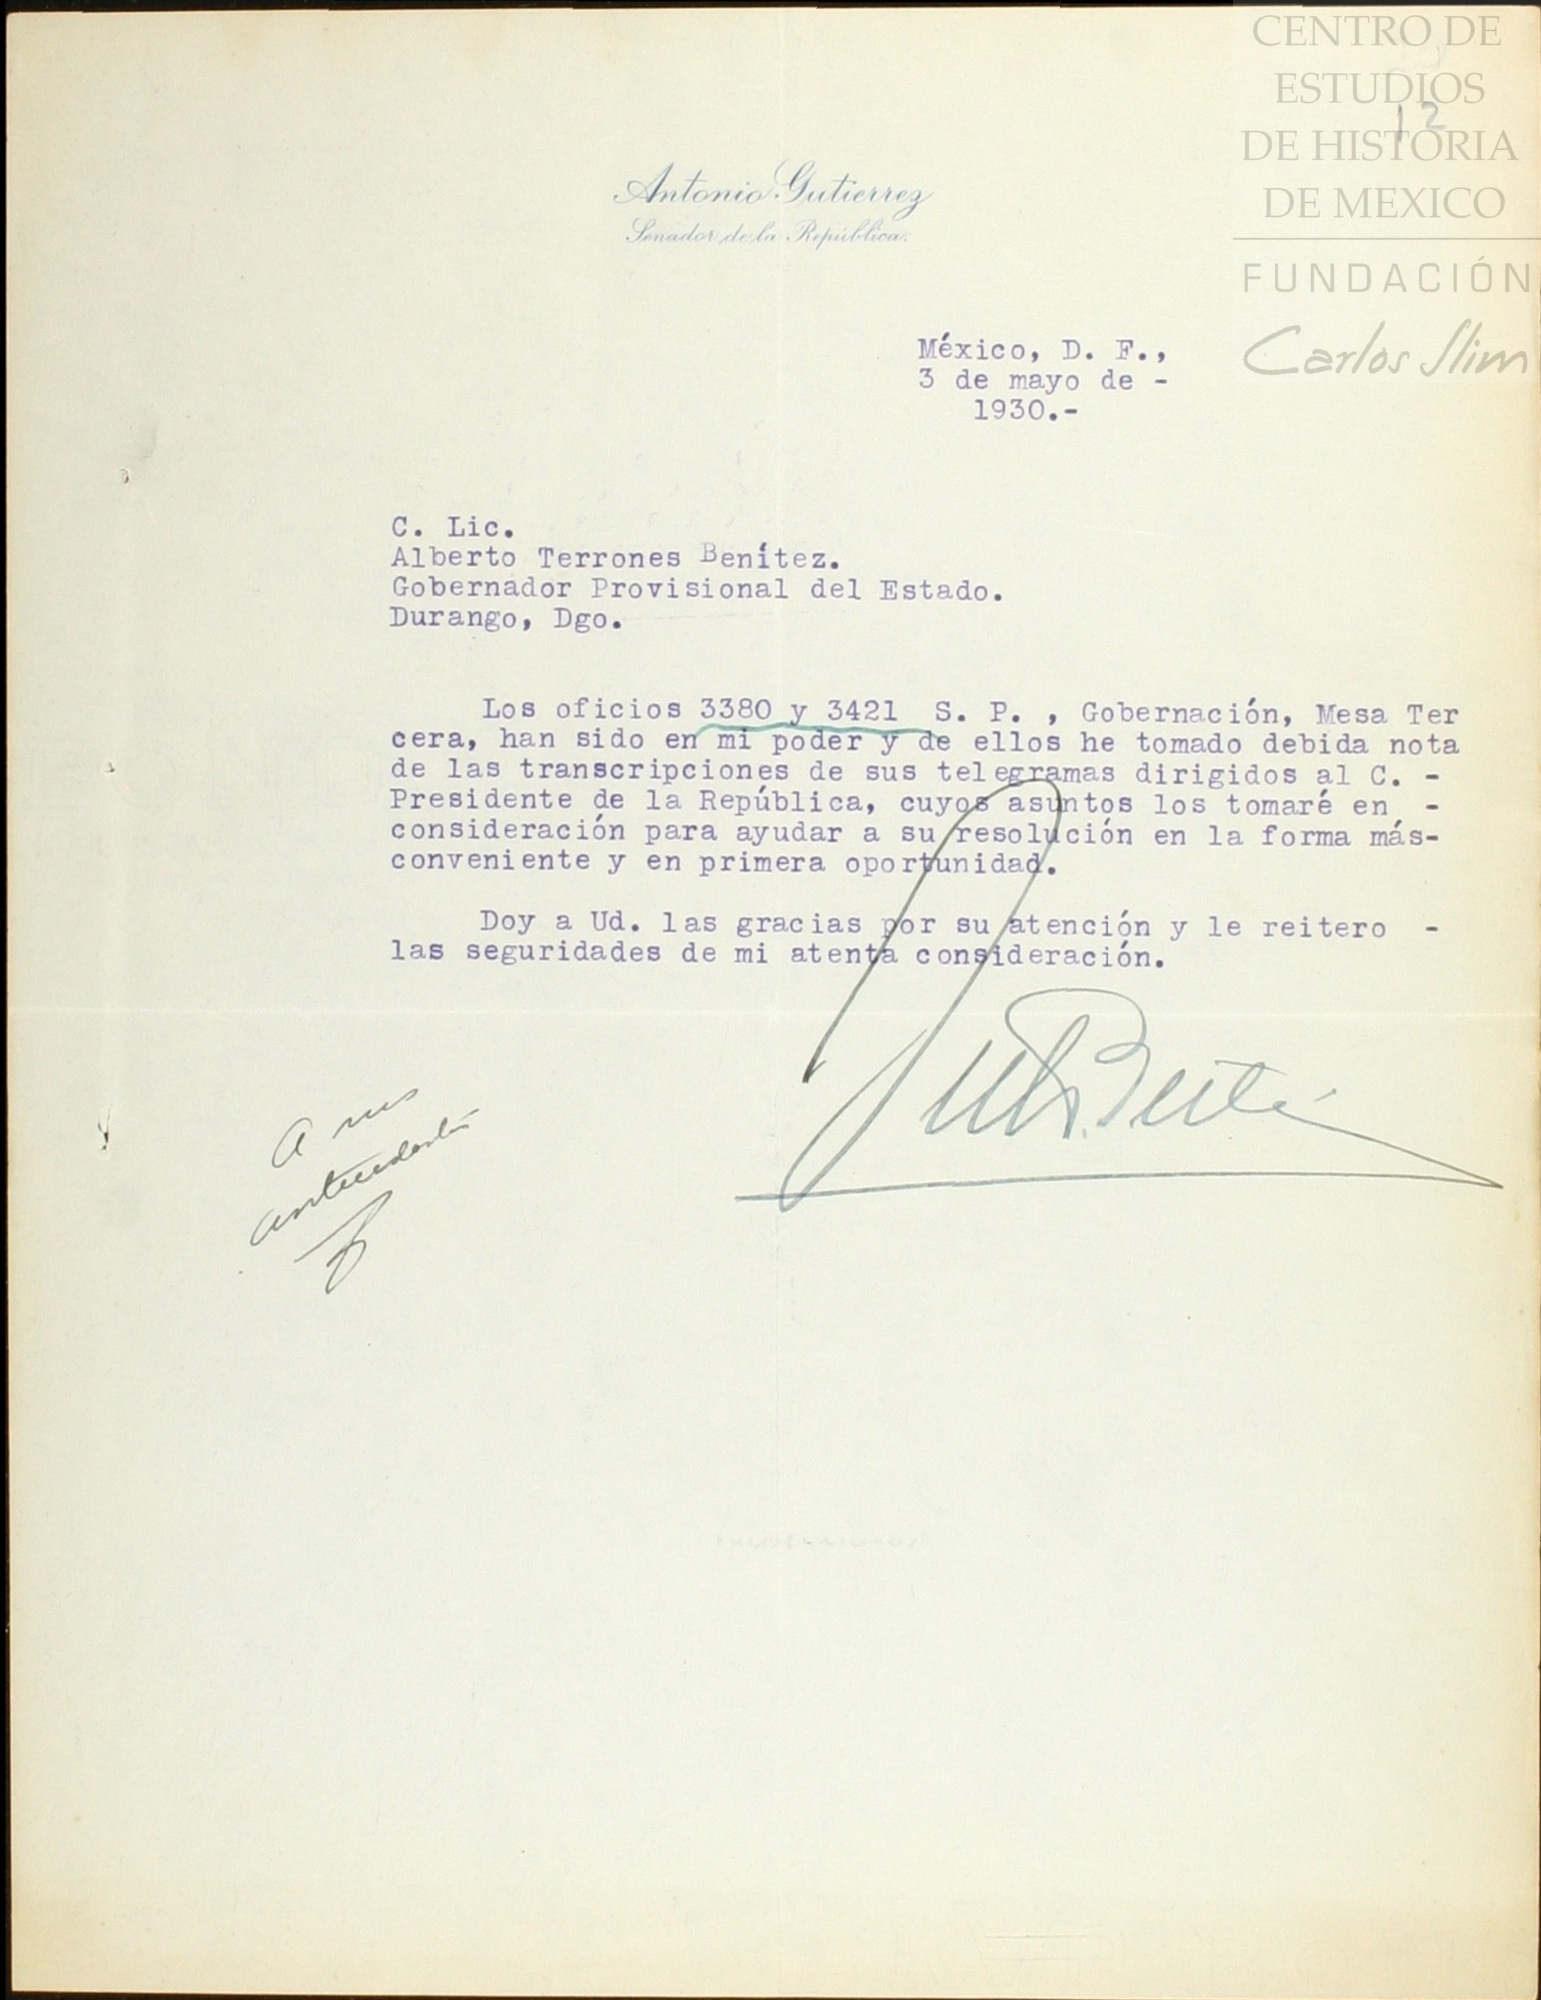 CENTRO DE
ESTUDIOS
DE HISTORIA
DE MEXICO
FUNDACIÓN
Carlos Slim
12
Antonio Gutierrez
Senador de la República.
México, D. F.,
3 de mayo de -
1930.-
C. Lic.
Alberto Terrones Benítez.
Gobernador Provisional del Estado.
Durango, Dgo.
Los oficios 3380 y 3421 S. P. , Gobernación, Mesa Ter
cera, han sido en mi poder y de ellos he tomado debida nota
de las transcripciones de sus telegramas dirigidos al C. -
Presidente de la República, cuyos asuntos los tomaré en -
consideración para ayudar a su resolución en la forma más-
conveniente y en primera oportunidad.
Doy a Ud. las gracias por su atención y le reitero -
las seguridades de mi atenta consideración.
A sus
antecedentes